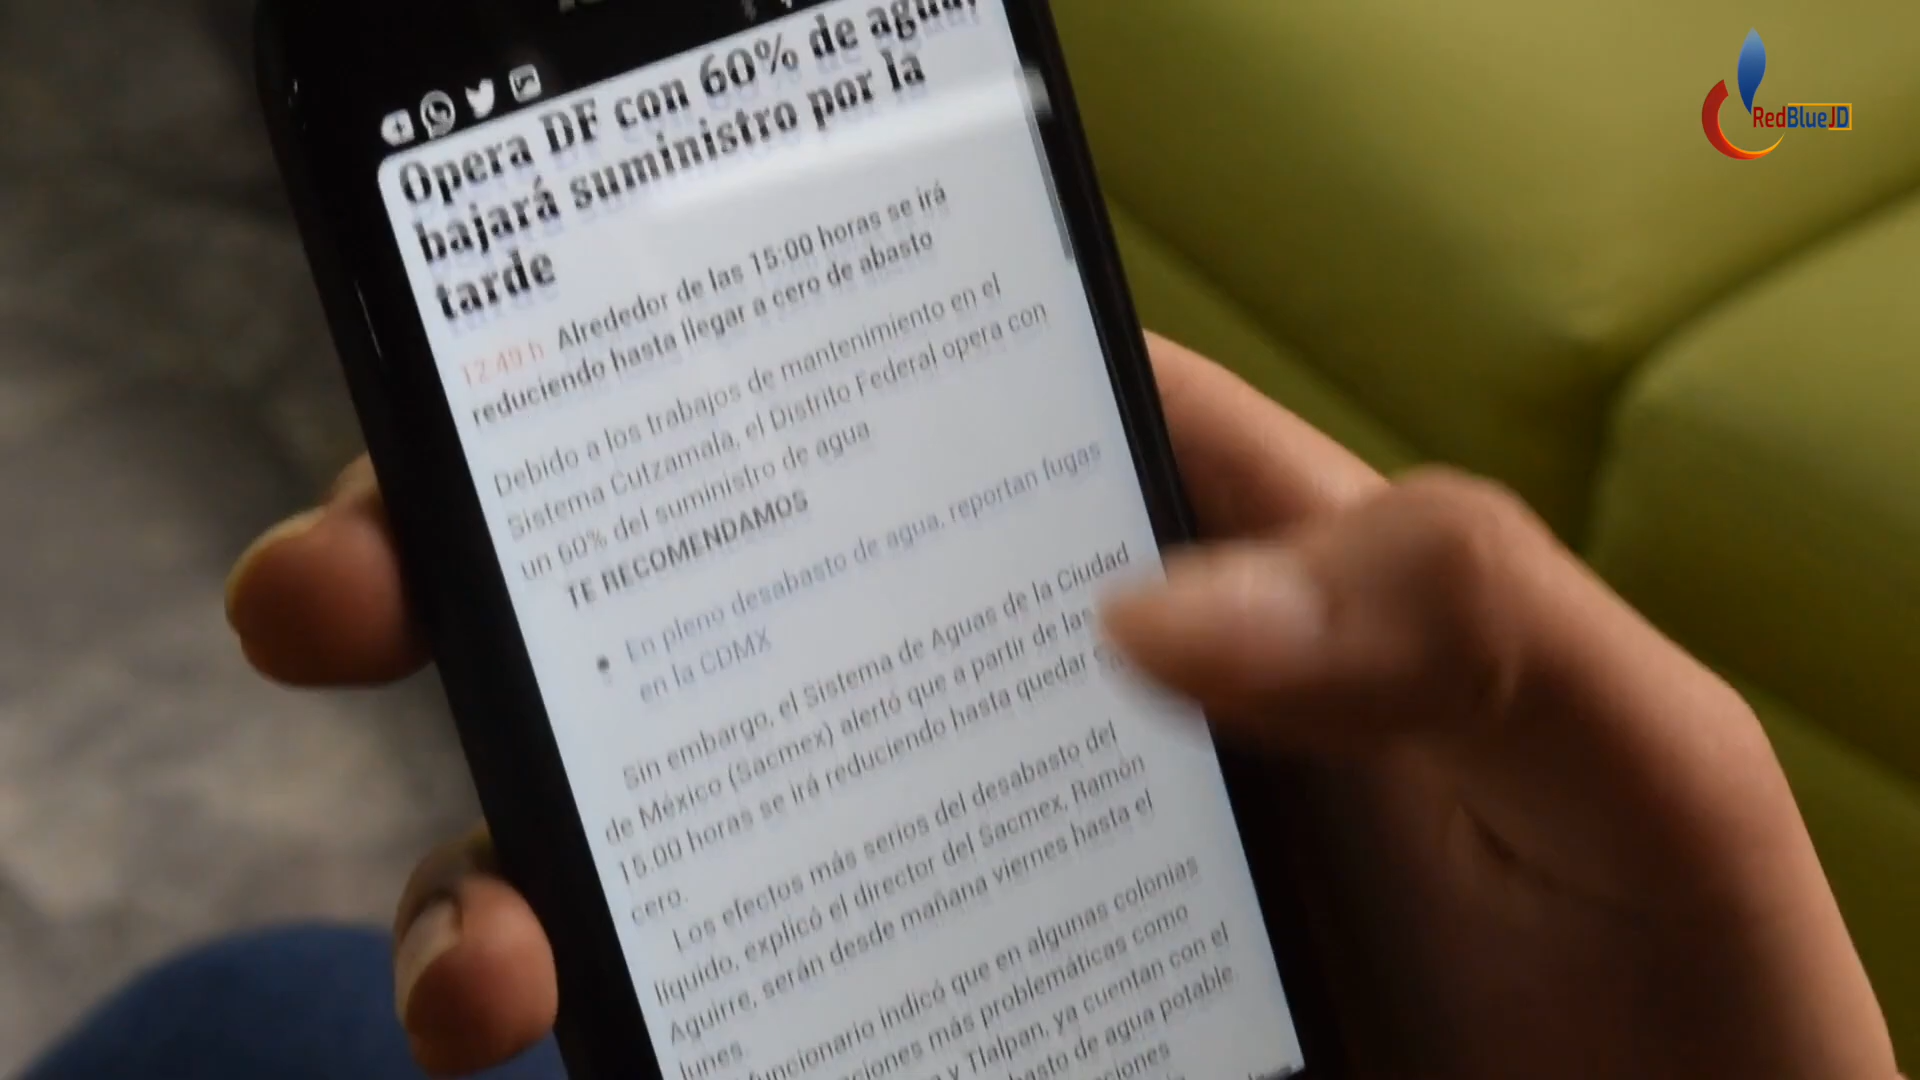 RedBlueJD
Opera DF con 60% de agua,
bajará suministro por la
tarde
12:49 h Alrededor de las 15:00 horas se irá
reduciendo hasta llegar a cero de abasto
Debido a los trabajos de mantenimiento en el
Sistema Cutzamala, el Distrito Federal opera con
un 60% del suministro de agua
TE RECOMENDAMOS
• En pleno desabasto de agua, reportan fugas
en la CDMX
Sin embargo, el Sistema de Aguas de la Ciudad
de México (Sacmex) alertó que a partir de las
15:00 horas se irá reduciendo hasta quedar
cero.
Los efectos más serios del desabasto del
líquido, explicó el director del Sacmex, Ramón
Aguirre, serán desde mañana viernes hasta el
lunes.
funcionario indicó que en algunas colonias
más problemáticas como
y Tlalpan, ya cuentan con el
de agua potable.